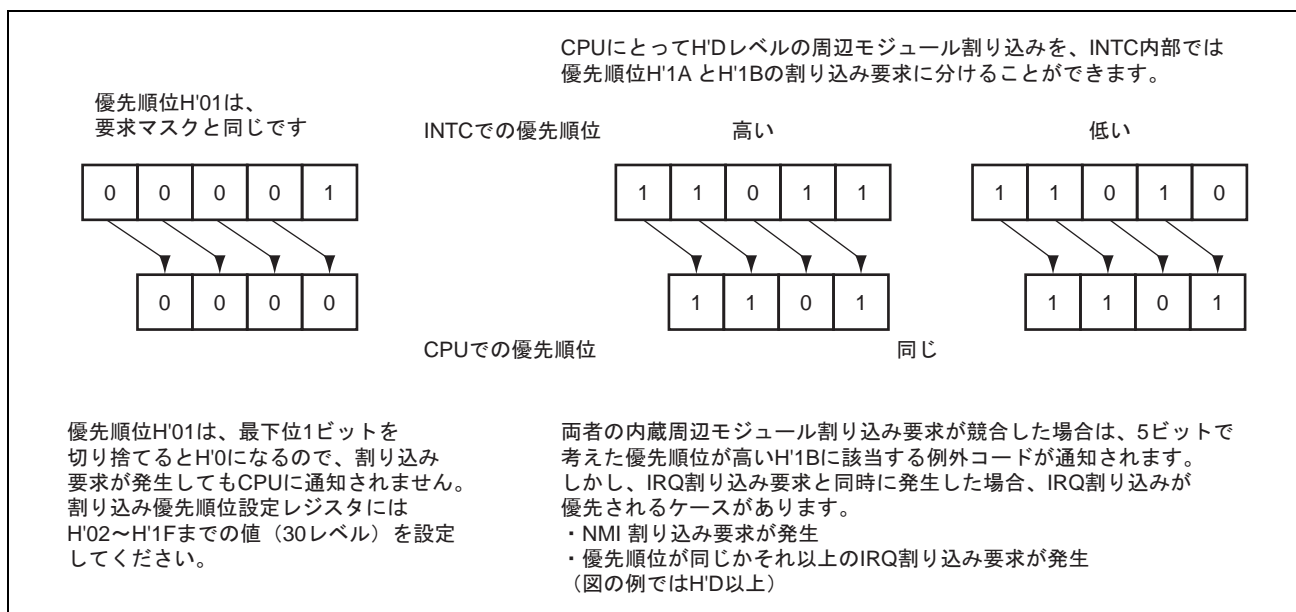 CPUにとってH'Dレベルの周辺モジュール割り込みを、INTC内部では
優先順位H'1A とH'1Bの割り込み要求に分けることができます。
優先順位H'01は、
要求マスクと同じです
INTCでの優先順位 高い 低い
0 0 0 0 1 1 1 0 1 1 1 1 0 1 0
0 0 0 0 1 1 0 1 1 1 0 1
CPUでの優先順位 同じ
優先順位H'01は、最下位1ビットを
切り捨てるとH'0になるので、割り込み
要求が発生してもCPUに通知されません。
割り込み優先順位設定レジスタには
H'02～H'1Fまでの値（30レベル）を設定
してください。
両者の内蔵周辺モジュール割り込み要求が競合した場合は、5ビットで
考えた優先順位が高いH'1Bに該当する例外コードが通知されます。
しかし、IRQ割り込み要求と同時に発生した場合、IRQ割り込みが
優先されるケースがあります。
・NMI 割り込み要求が発生
・優先順位が同じかそれ以上のIRQ割り込み要求が発生
（図の例ではH'D以上）